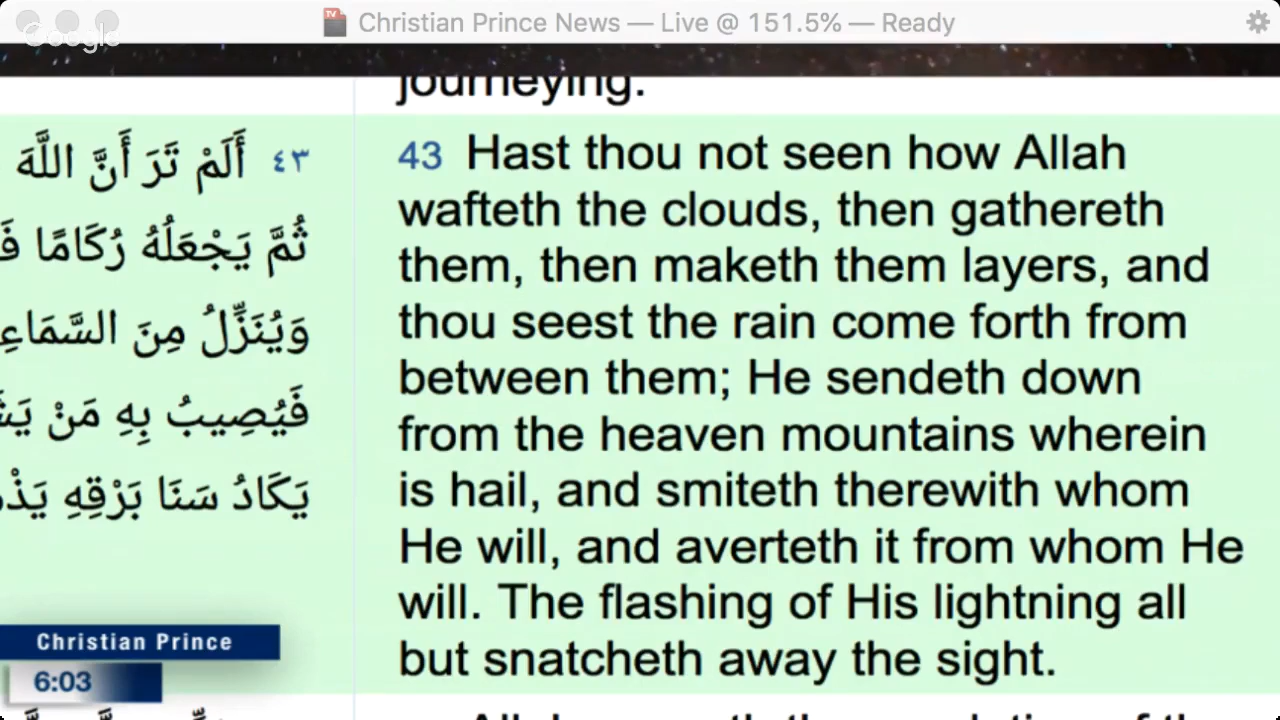 Christian Prince News — Live @ 151.5% — Ready
Google
journeying.
٤٣ أَلَمْ تَرَ أَنَّ اللَّهَ
ثُمَّ يَجْعَلُهُ رُكَامًا
وَيُنَزِّلُ مِنَ السَّمَاءِ
فَيُصِيبُ بِهِ مَنْ
يَكَادُ سَنَا بَرْقِهِ
43 Hast thou not seen how Allah
wafteth the clouds, then gathereth
them, then maketh them layers, and
thou seest the rain come forth from
between them; He sendeth down
from the heaven mountains wherein
is hail, and smiteth therewith whom
He will, and averteth it from whom He
will. The flashing of His lightning all
but snatcheth away the sight.
Christian Prince
6:03